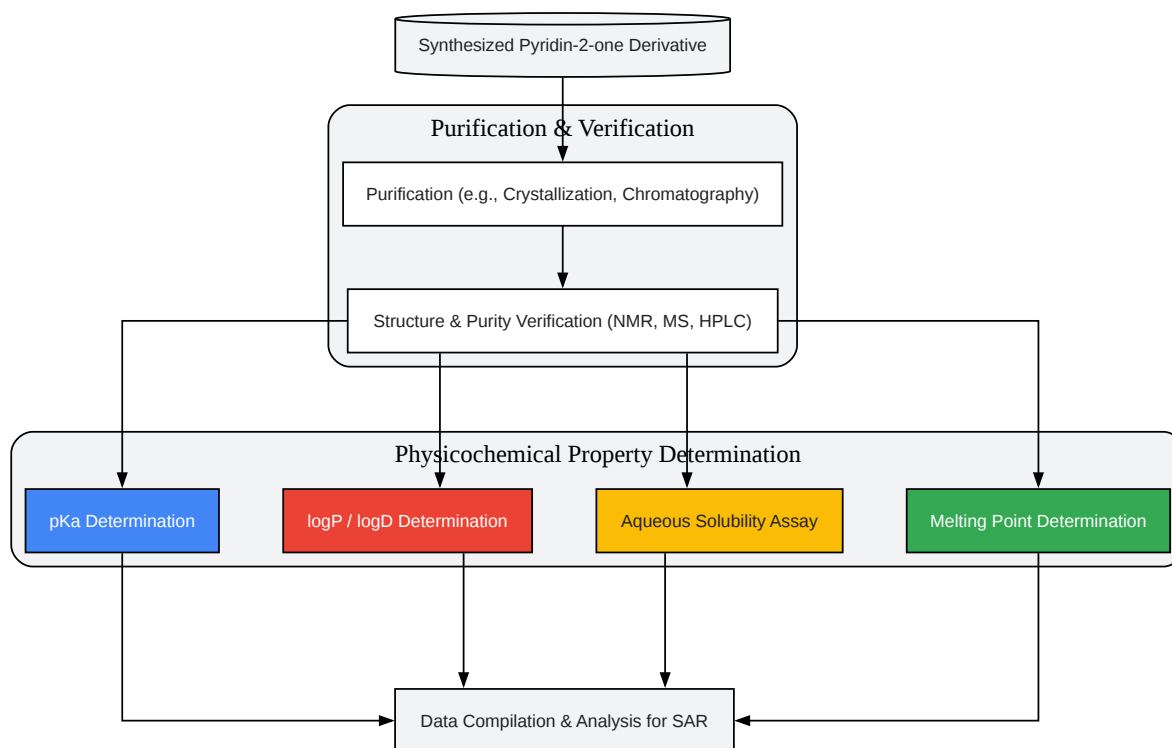 Synthesized Pyridin-2-one Derivative
Purification & Verification
Purification (e.g., Crystallization, Chromatography)
Structure & Purity Verification (NMR, MS, HPLC)
Physicochemical Property Determination
pKa Determination
logP / logD Determination
Aqueous Solubility Assay
Melting Point Determination
Data Compilation & Analysis for SAR